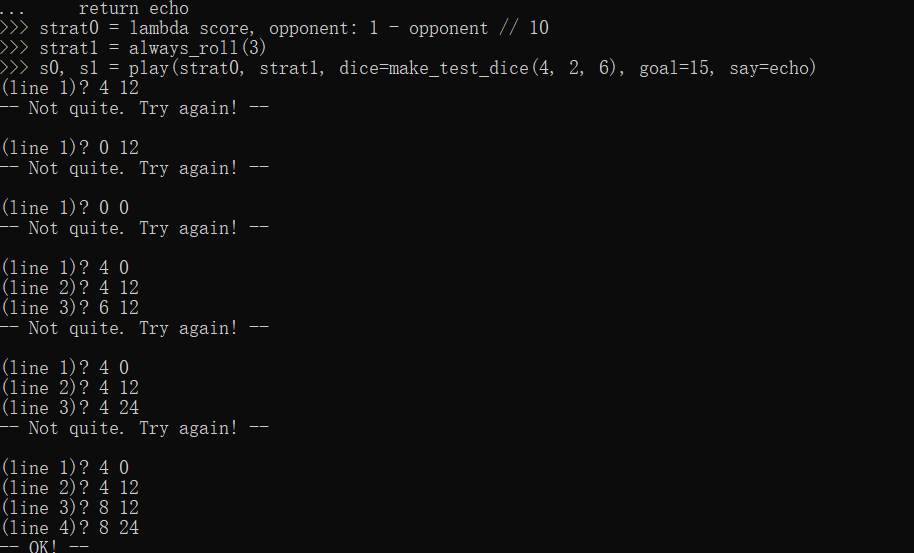 ...     return echo
>>> strat0 = lambda score, opponent: 1 - opponent // 10
>>> strat1 = always_roll(3)
>>> s0, s1 = play(strat0, strat1, dice=make_test_dice(4, 2, 6), goal=15, say=echo)
(line 1)? 4 12
-- Not quite. Try again! --
(line 1)? 0 12
-- Not quite. Try again! --
(line 1)? 0 0
-- Not quite. Try again! --
(line 1)? 4 0
(line 2)? 4 12
(line 3)? 6 12
-- Not quite. Try again! --
(line 1)? 4 0
(line 2)? 4 12
(line 3)? 4 24
-- Not quite. Try again! --
(line 1)? 4 0
(line 2)? 4 12
(line 3)? 8 12
(line 4)? 8 24
-- OK! --